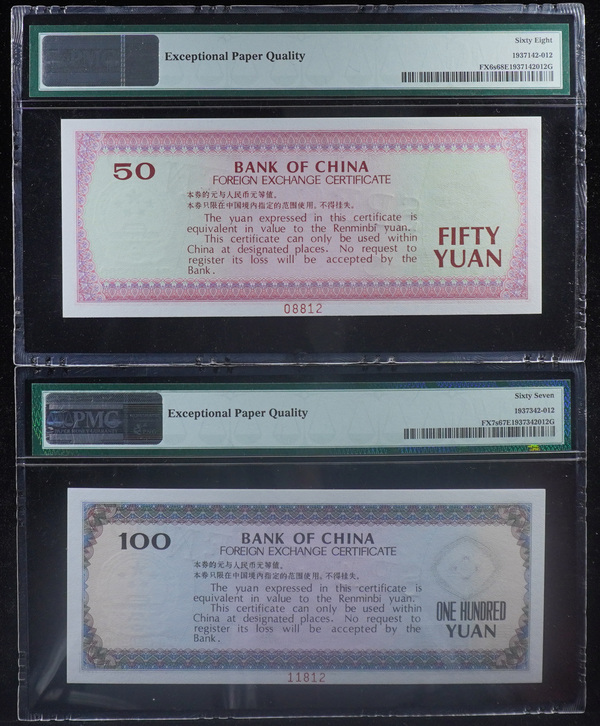 Exceptional Paper Quality
Sixty Eight
1937142-012
FX6s68E1937142012G
50
BANK OF CHINA
FOREIGN EXCHANGE CERTIFICATE
本券的元与人民币元等值。
本券只限在中国境内指定的范围使用，不得挂失。
The yuan expressed in this certificate is
equivalent in value to the Renminbi yuan.
This certificate can only be used within
China at designated places. No request to
register its loss will be accepted by the
Bank.
FIFTY
YUAN
08812
PMG
Exceptional Paper Quality
Sixty Seven
1937342-012
FX7s67E1937342012G
100
BANK OF CHINA
FOREIGN EXCHANGE CERTIFICATE
本券的元与人民币元等值。
本券只限在中国境内指定的范围使用，不得挂失。
The yuan expressed in this certificate is
equivalent in value to the Renminbi yuan.
This certificate can only be used within
China at designated places. No request to
register its loss will be accepted by the
Bank.
ONE HUNDRED
YUAN
11812